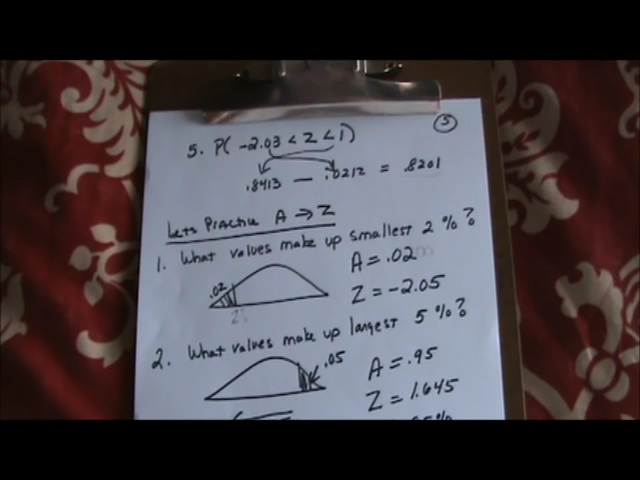 5
5. P( -2.03 < Z < 1)
.8413 — .0212 = .8201
Lets Practice A → Z
1. What values make up smallest 2 %?
A = .02
.02
Z = -2.05
2. What values make up largest 5 %?
.05
A = .95
Z = 1.645